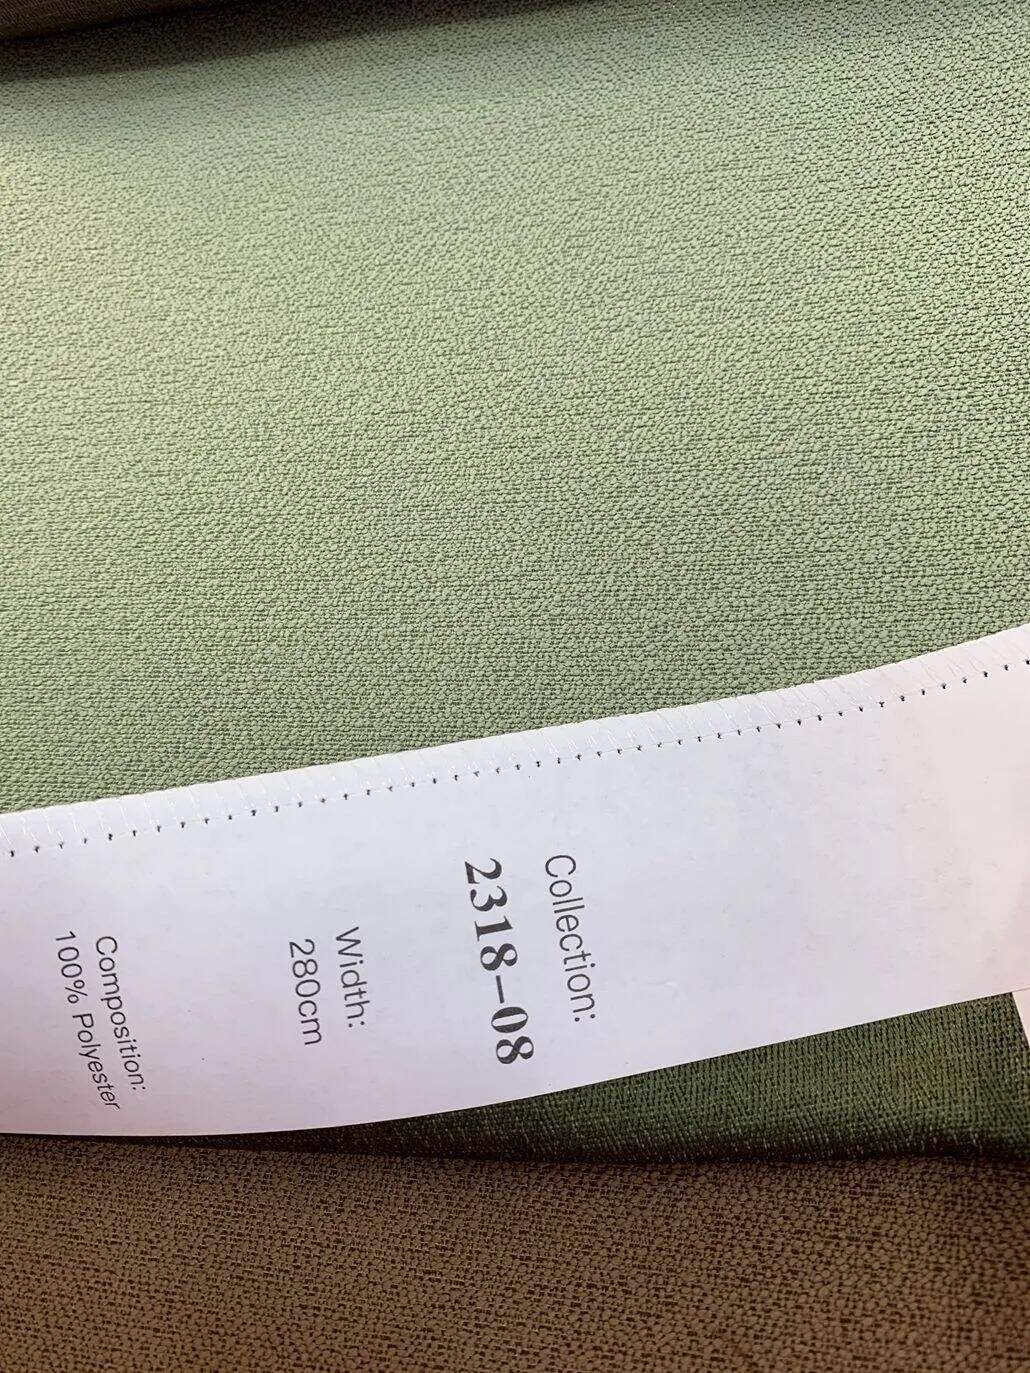 Collection:
2318-08
Width:
280cm
Composition:
100% Polyester